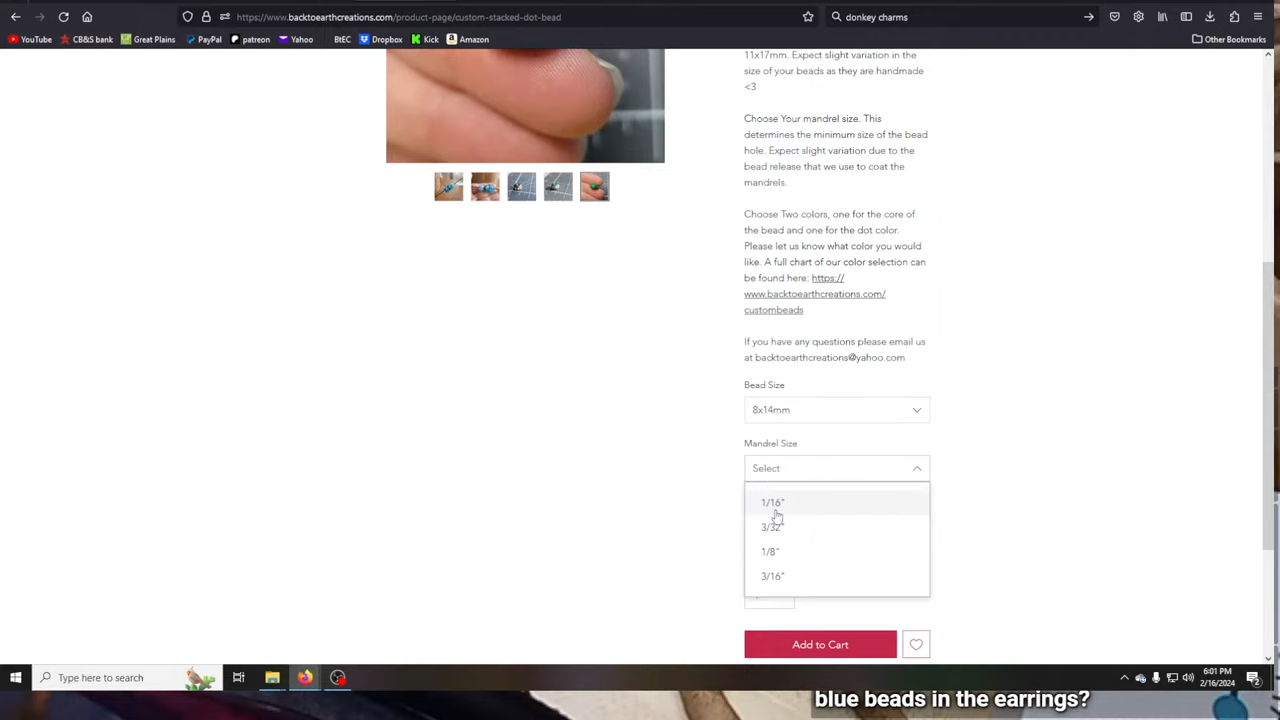 https://www.backtoearthcreations.com/product-page/custom-stacked-dot-bead
donkey charms
YouTube
CB&S bank
Great Plains
PayPal
patreon
Yahoo
BtEC
Dropbox
Kick
Amazon
Other Bookmarks
11x17mm. Expect slight variation in the
size of your beads as they are handmade
<3
Choose Your mandrel size. This
determines the minimum size of the bead
hole. Expect slight variation due to the
bead release that we use to coat the
mandrels.
Choose Two colors, one for the core of
the bead and one for the dot color.
Please let us know what color you would
like. A full chart of our color selection can
be found here: https://
www.backtoearthcreations.com/
custombeads
If you have any questions please email us
at backtoearthcreations@yahoo.com
Bead Size
8x14mm
Mandrel Size
Select
1/16"
3/32"
1/8"
3/16"
Add to Cart
Type here to search
6:01 PM
2/16/2024
2
blue beads in the earrings?